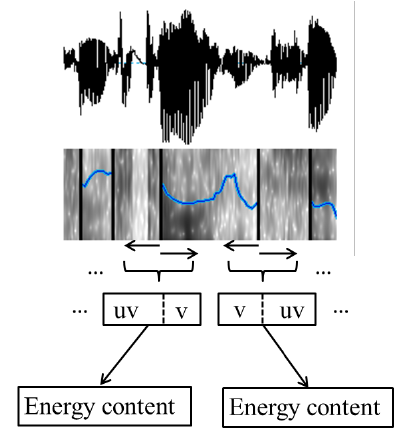 ... ...
... uv v v uv ...
Energy content Energy content